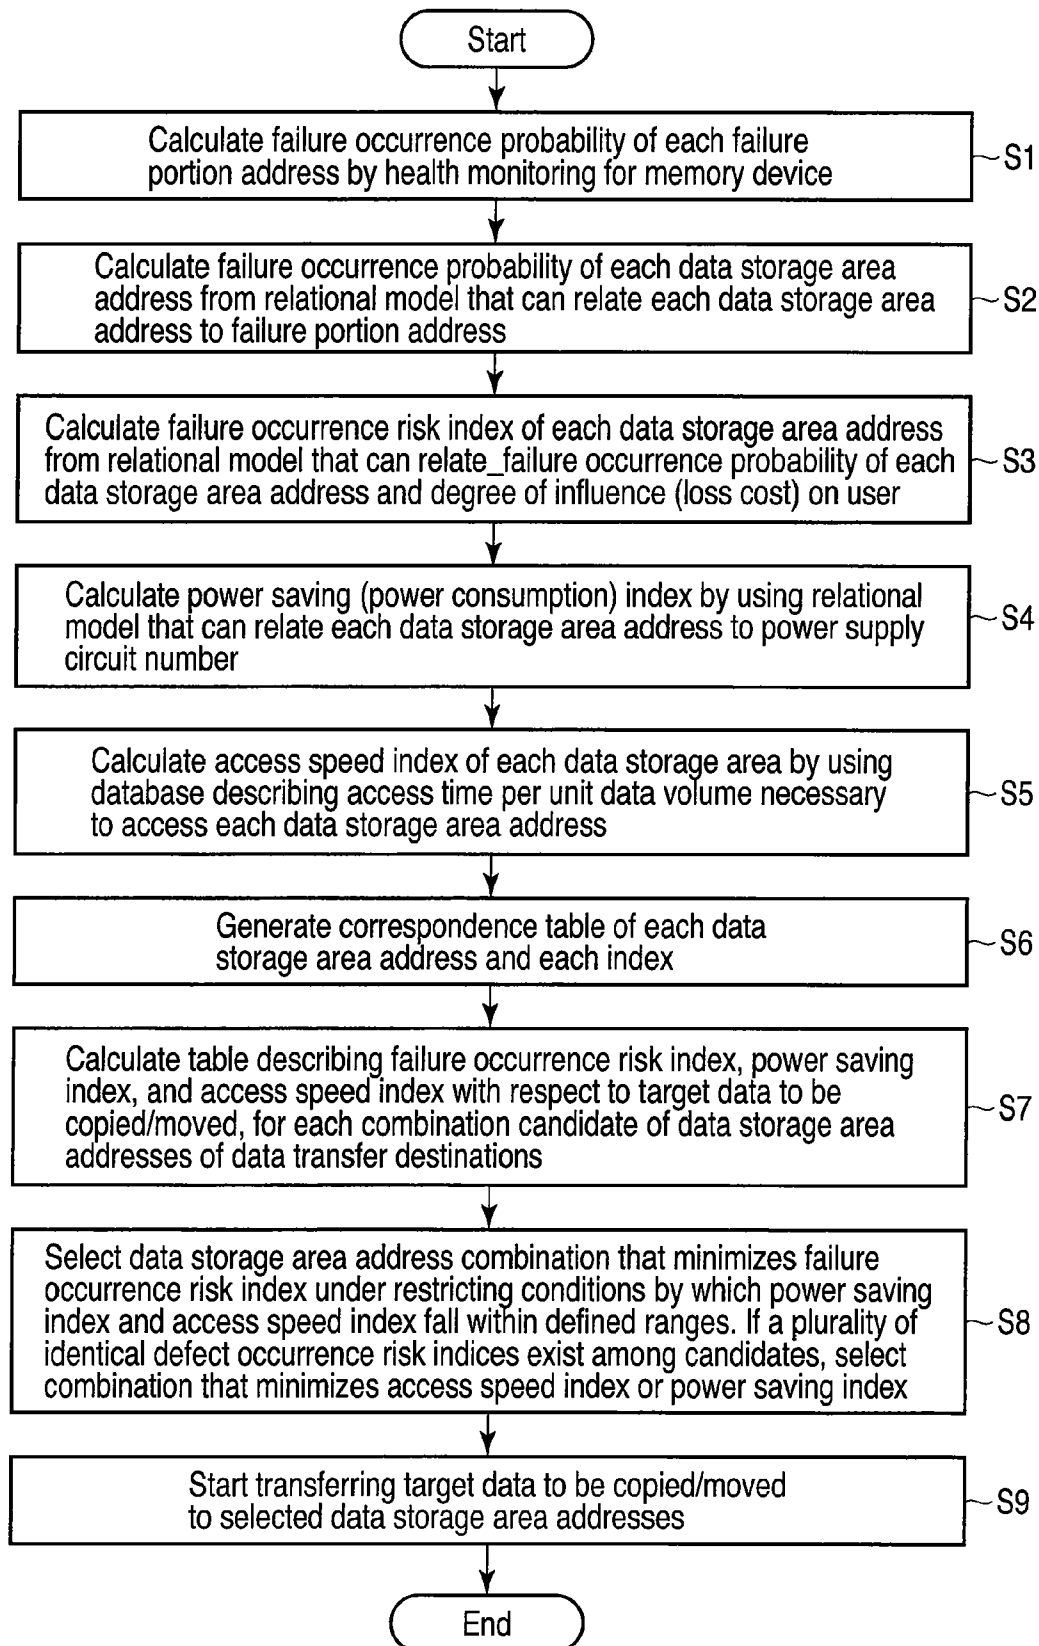 Start
Calculate failure occurrence probability of each failure
portion address by health monitoring for memory device
S1
Calculate failure occurrence probability of each data storage area
address from relational model that can relate each data storage area
address to failure portion address
S2
Calculate failure occurrence risk index of each data storage area address
from relational model that can relate_failure occurrence probability of each
data storage area address and degree of influence (loss cost) on user
S3
Calculate power saving (power consumption) index by using relational
model that can relate each data storage area address to power supply
circuit number
S4
Calculate access speed index of each data storage area by using
database describing access time per unit data volume necessary
to access each data storage area address
S5
Generate correspondence table of each data
storage area address and each index
S6
Calculate table describing failure occurrence risk index, power saving
index, and access speed index with respect to target data to be
copied/moved, for each combination candidate of data storage area
addresses of data transfer destinations
S7
Select data storage area address combination that minimizes failure
occurrence risk index under restricting conditions by which power saving
index and access speed index fall within defined ranges. If a plurality of
identical defect occurrence risk indices exist among candidates, select
combination that minimizes access speed index or power saving index
S8
Start transferring target data to be copied/moved
to selected data storage area addresses
S9
End